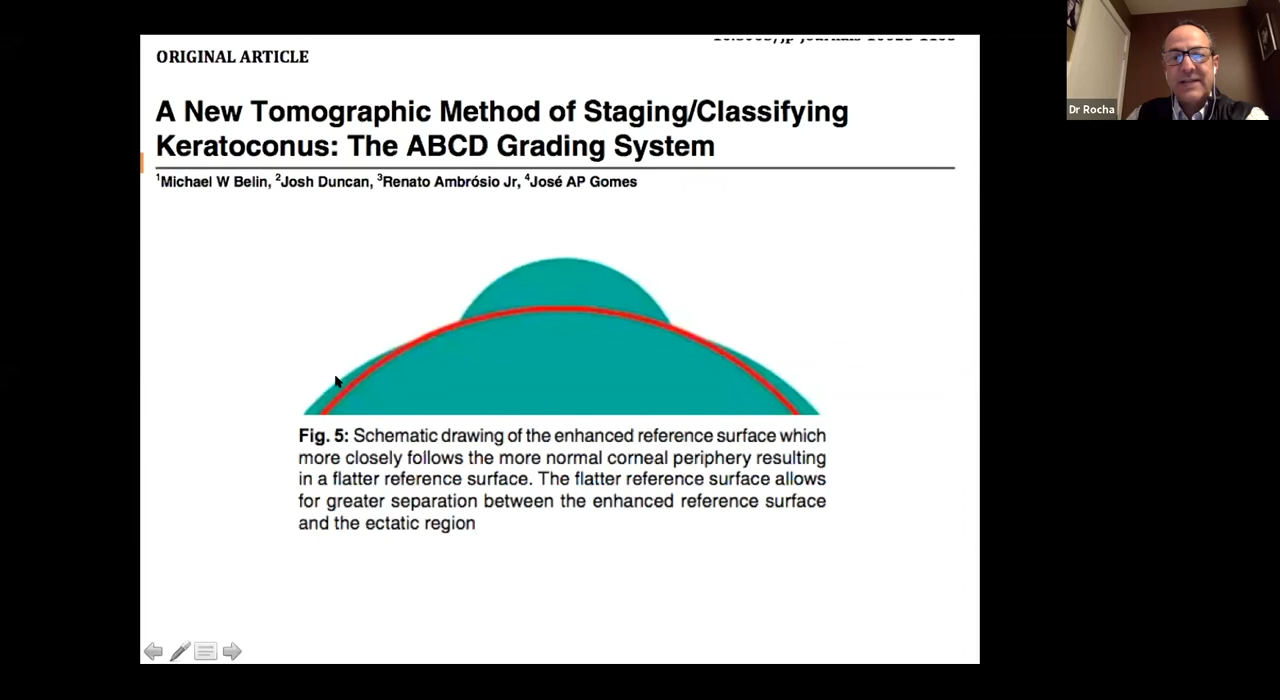 ORIGINAL ARTICLE
A New Tomographic Method of Staging/Classifying
Keratoconus: The ABCD Grading System
¹Michael W Belin, ²Josh Duncan, ³Renato Ambrósio Jr, ⁴José AP Gomes
Fig. 5: Schematic drawing of the enhanced reference surface which
more closely follows the more normal corneal periphery resulting
in a flatter reference surface. The flatter reference surface allows
for greater separation between the enhanced reference surface
and the ectatic region
Dr Rocha